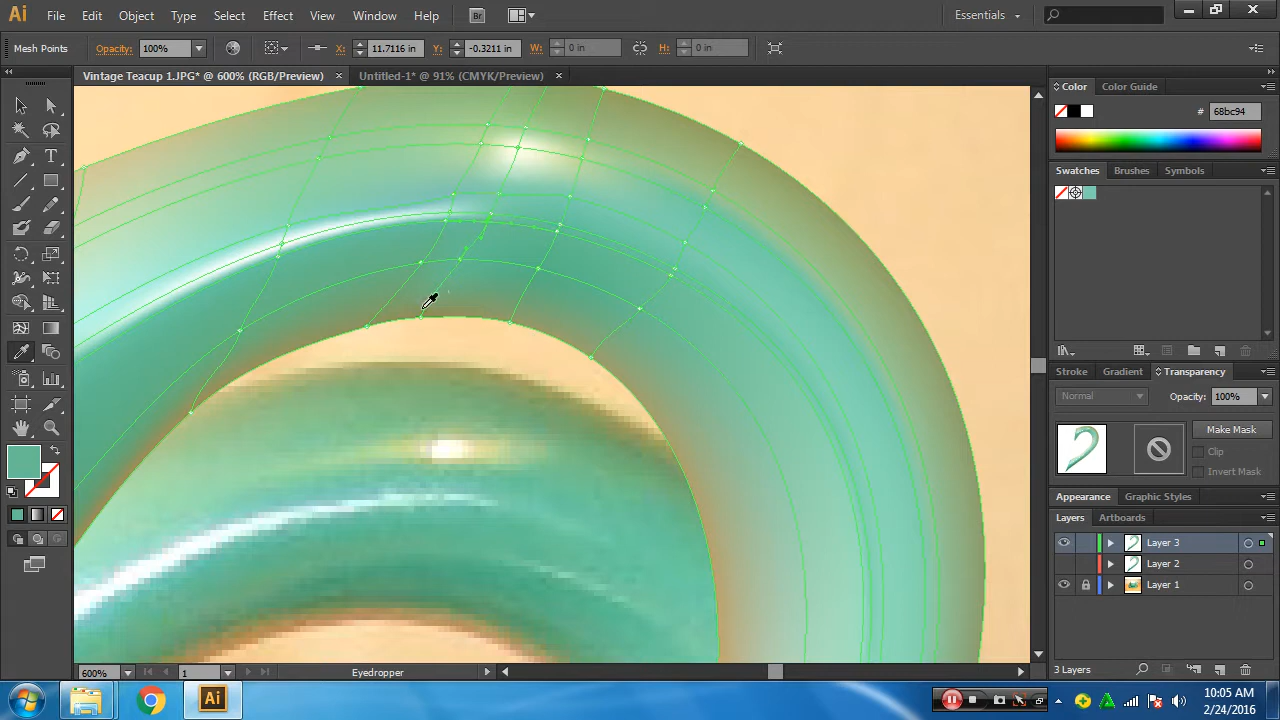 Ai File Edit Object Type Select Effect View Window Help Br Essentials
Mesh Points Opacity: 100% X: 11.7116 in Y: -0.3211 in W: 0 in H: 0 in
Vintage Teacup 1.JPG* @ 600% (RGB/Preview) Untitled-1* @ 91% (CMYK/Preview)
Color Color Guide
# 68bc94
Swatches Brushes Symbols
Stroke Gradient Transparency
Normal Opacity: 100%
Make Mask
Clip
Invert Mask
Appearance Graphic Styles
Layers Artboards
Layer 3
Layer 2
Layer 1
3 Layers
600% 1 Eyedropper
Ai
10:05 AM
2/24/2016